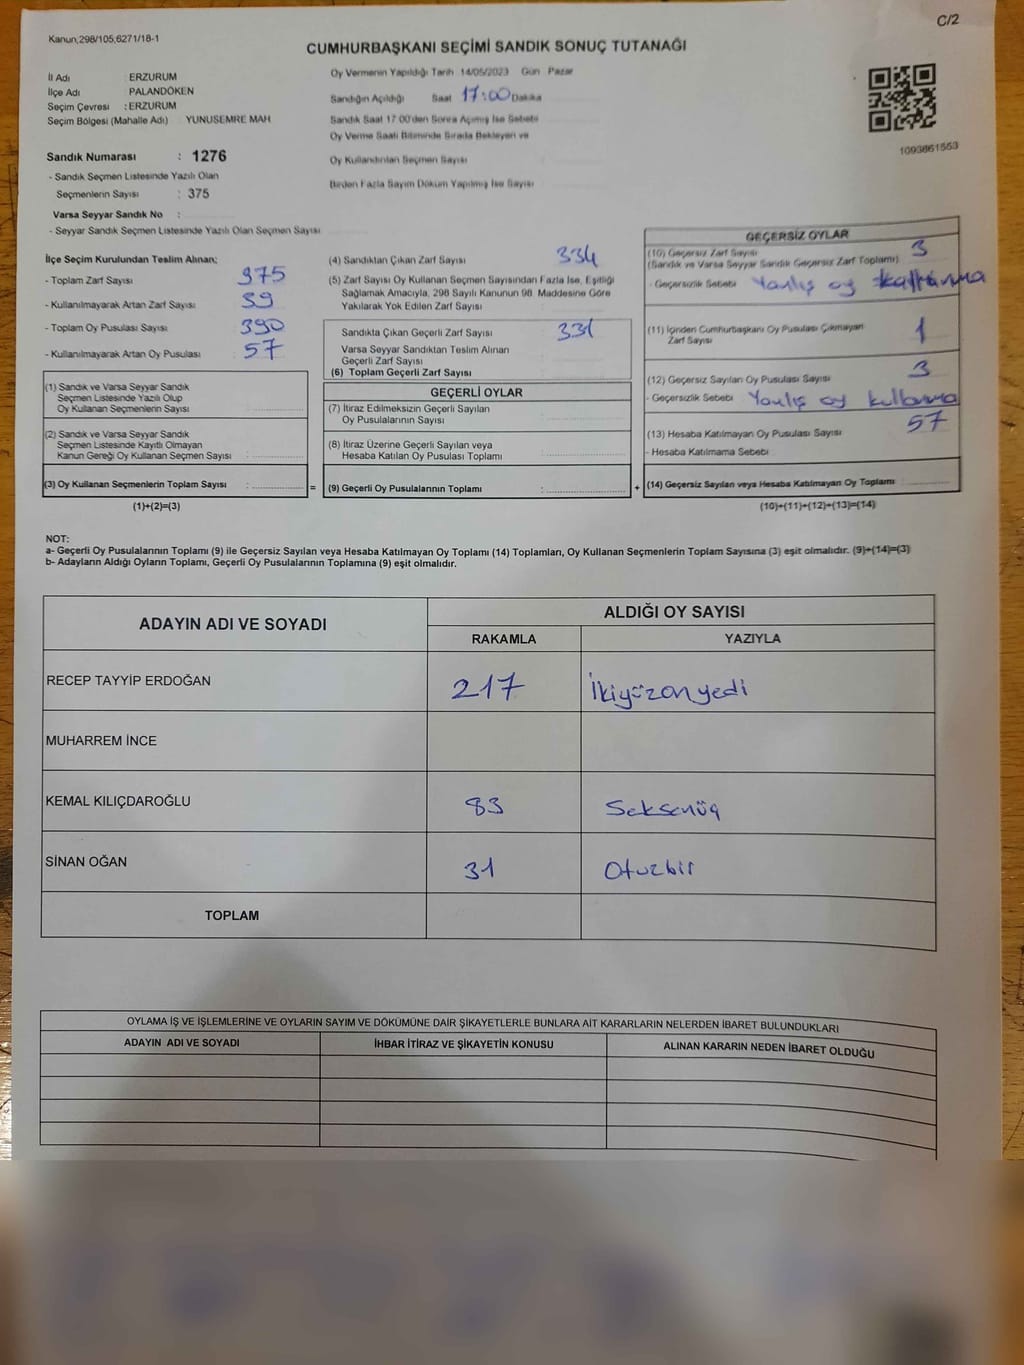 C/2
Kanun;298/105;6271/18-1
CUMHURBAŞKANI SEÇİMİ SANDIK SONUÇ TUTANAĞI
İl Adı : ERZURUM
İlçe Adı : PALANDÖKEN
Seçim Çevresi : ERZURUM
Seçim Bölgesi (Mahalle Adı) YUNUSEMRE MAH
Sandık Numarası : 1276
- Sandık Seçmen Listesinde Yazılı Olan
Seçmenlerin Sayısı : 375
Varsa Seyyar Sandık No :
- Seyyar Sandık Seçmen Listesinde Yazılı Olan Seçmen Sayısı
Oy Vermenin Yapıldığı Tarih 14/05/2023 Gün Pazar
Sandığın Açıldığı Saat 17:00 Dakika
Sandık Saat 17:00'den Sonra Açımış İse Sebebi
Oy Verme Saati Bitiminde Sırada Bekleyen ve
Oy Kullandırılan Seçmen Sayısı
Birden Fazla Sayım Döküm Yapılmış İse Sayısı
1093861553
İlçe Seçim Kurulundan Teslim Alınan;
- Toplam Zarf Sayısı : 375
- Kullanılmayarak Artan Zarf Sayısı : 39
- Toplam Oy Pusulası Sayısı : 390
- Kullanılmayarak Artan Oy Pusulası : 57
(1) Sandık ve Varsa Seyyar Sandık
Seçmen Listesinde Yazılı Olup
Oy Kullanan Seçmenlerin Sayısı :
(2) Sandık ve Varsa Seyyar Sandık
Seçmen Listesinde Kayıtlı Olmayan
Kanun Gereği Oy Kullanan Seçmen Sayısı :
(3) Oy Kullanan Seçmenlerin Toplam Sayısı : =
(1)+(2)=(3)
(4) Sandıktan Çıkan Zarf Sayısı : 334
(5) Zarf Sayısı Oy Kullanan Seçmen Sayısından Fazla İse, Eşitliği
Sağlamak Amacıyla, 298 Sayılı Kanunun 98. Maddesine Göre
Yakılarak Yok Edilen Zarf Sayısı :
Sandıkta Çıkan Geçerli Zarf Sayısı : 331
Varsa Seyyar Sandıktan Teslim Alınan
Geçerli Zarf Sayısı :
(6) Toplam Geçerli Zarf Sayısı :
GEÇERLİ OYLAR
(7) İtiraz Edilmeksizin Geçerli Sayılan
Oy Pusulalarının Sayısı :
(8) İtiraz Üzerine Geçerli Sayılan veya
Hesaba Katılan Oy Pusulası Toplamı :
(9) Geçerli Oy Pusulalarının Toplamı : +
GEÇERSİZ OYLAR
(10) Geçersiz Zarf Sayısı 3
(Sandık ve Varsa Seyyar Sandık Geçersiz Zarf Toplamı)
- Geçersizlik Sebebi Yanlış oy kullanma
(11) İçinden Cumhurbaşkanı Oy Pusulası Çıkmayan
Zarf Sayısı 1
(12) Geçersiz Sayılan Oy Pusulası Sayısı 3
- Geçersizlik Sebebi Yanlış oy kullanma
(13) Hesaba Katılmayan Oy Pusulası Sayısı 57
- Hesaba Katılmama Sebebi
(14) Geçersiz Sayılan veya Hesaba Katılmayan Oy Toplamı
(10)+(11)+(12)+(13)=(14)
NOT:
a- Geçerli Oy Pusulalarının Toplamı (9) ile Geçersiz Sayılan veya Hesaba Katılmayan Oy Toplamı (14) Toplamları, Oy Kullanan Seçmenlerin Toplam Sayısına (3) eşit olmalıdır. (9)+(14)=(3)
b- Adayların Aldığı Oyların Toplamı, Geçerli Oy Pusulalarının Toplamına (9) eşit olmalıdır.
ADAYIN ADI VE SOYADI ALDIĞI OY SAYISI
RAKAMLA YAZIYLA
RECEP TAYYİP ERDOĞAN 217 İkiyüzonyedi
MUHARREM İNCE
KEMAL KILIÇDAROĞLU 83 Seksenüç
SİNAN OĞAN 31 Otuzbir
TOPLAM
OYLAMA İŞ VE İŞLEMLERİNE VE OYLARIN SAYIM VE DÖKÜMÜNE DAİR ŞİKAYETLERLE BUNLARA AİT KARARLARIN NELERDEN İBARET BULUNDUKLARI
ADAYIN ADI VE SOYADI İHBAR İTİRAZ VE ŞİKAYETİN KONUSU ALINAN KARARIN NEDEN İBARET OLDUĞU